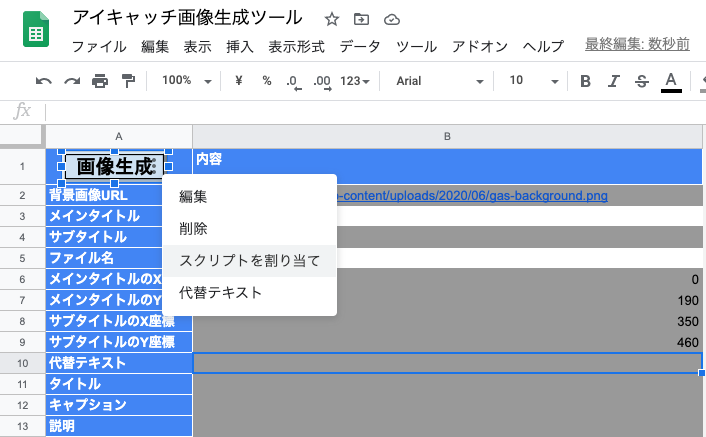 アイキャッチ画像生成ツール
ファイル 編集 表示 挿入 表示形式 データ ツール アドオン ヘルプ 最終編集: 数秒前
100% ¥ % .0 .00 123 Arial 10 B I S A
fx
A B
1 画像生成 内容
2 背景画像URL e-content/uploads/2020/06/gas-background.png
3 メインタイトル
4 サブタイトル
5 ファイル名
6 メインタイトルのX 0
7 メインタイトルのY 190
8 サブタイトルのX座標 350
9 サブタイトルのY座標 460
10 代替テキスト
11 タイトル
12 キャプション
13 説明
編集
削除
スクリプトを割り当て
代替テキスト